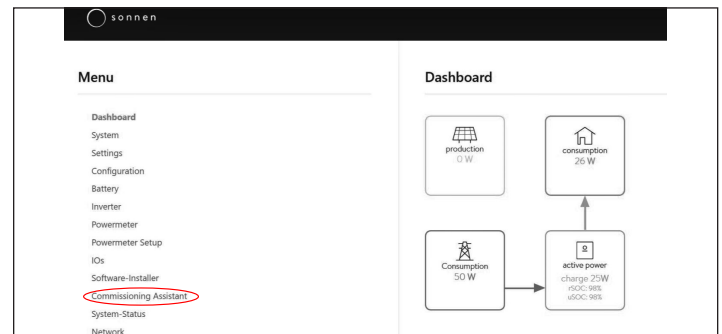 sonnen
Menu
Dashboard
System
Settings
Configuration
Battery
Inverter
Powermeter
Powermeter Setup
IOs
Software-Installer
Commissioning Assistant
System-Status
Network
Dashboard
production
0 W
consumption
26 W
Consumption
50 W
active power
charge 25W
rSOC: 98%
uSOC: 98%